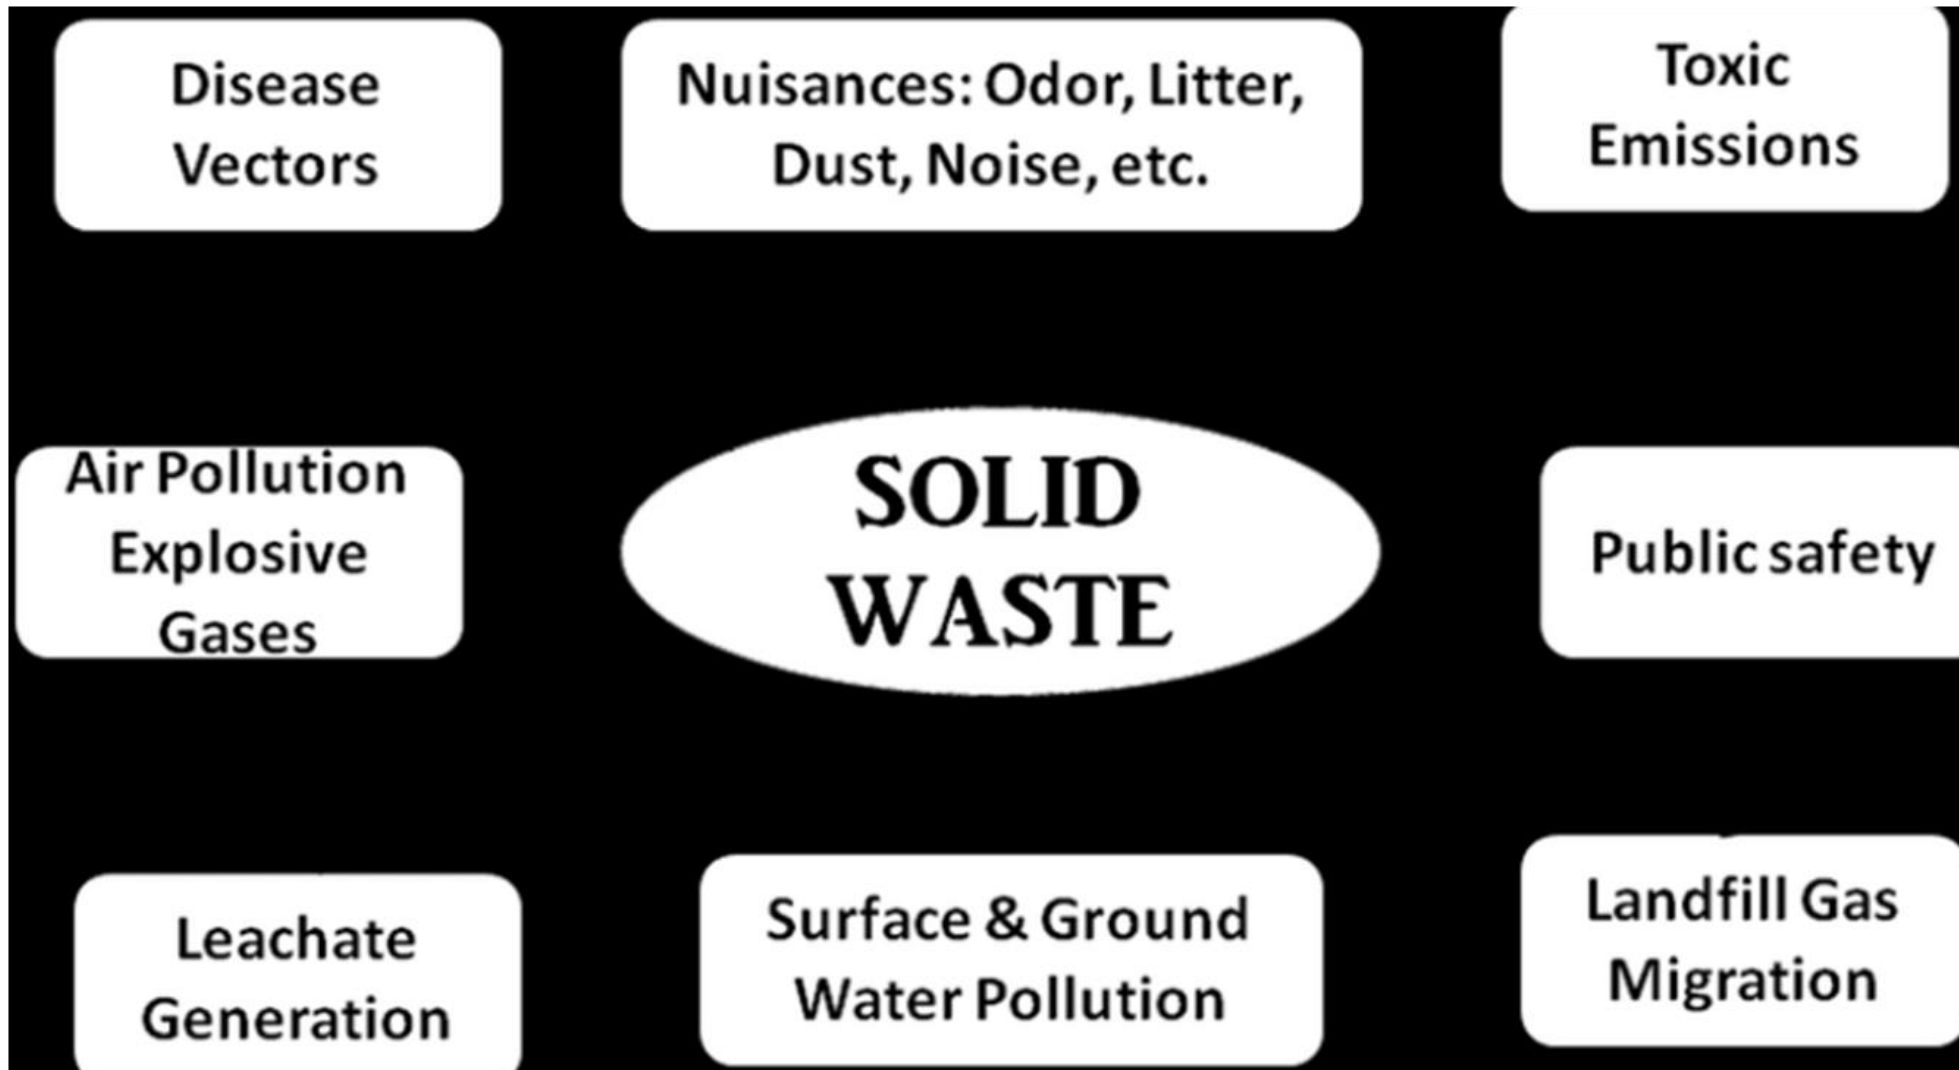 Disease
Vectors
Nuisances: Odor, Litter,
Dust, Noise, etc.
Toxic
Emissions
Air Pollution
Explosive
Gases
SOLID
WASTE
Public safety
Leachate
Generation
Surface & Ground
Water Pollution
Landfill Gas
Migration